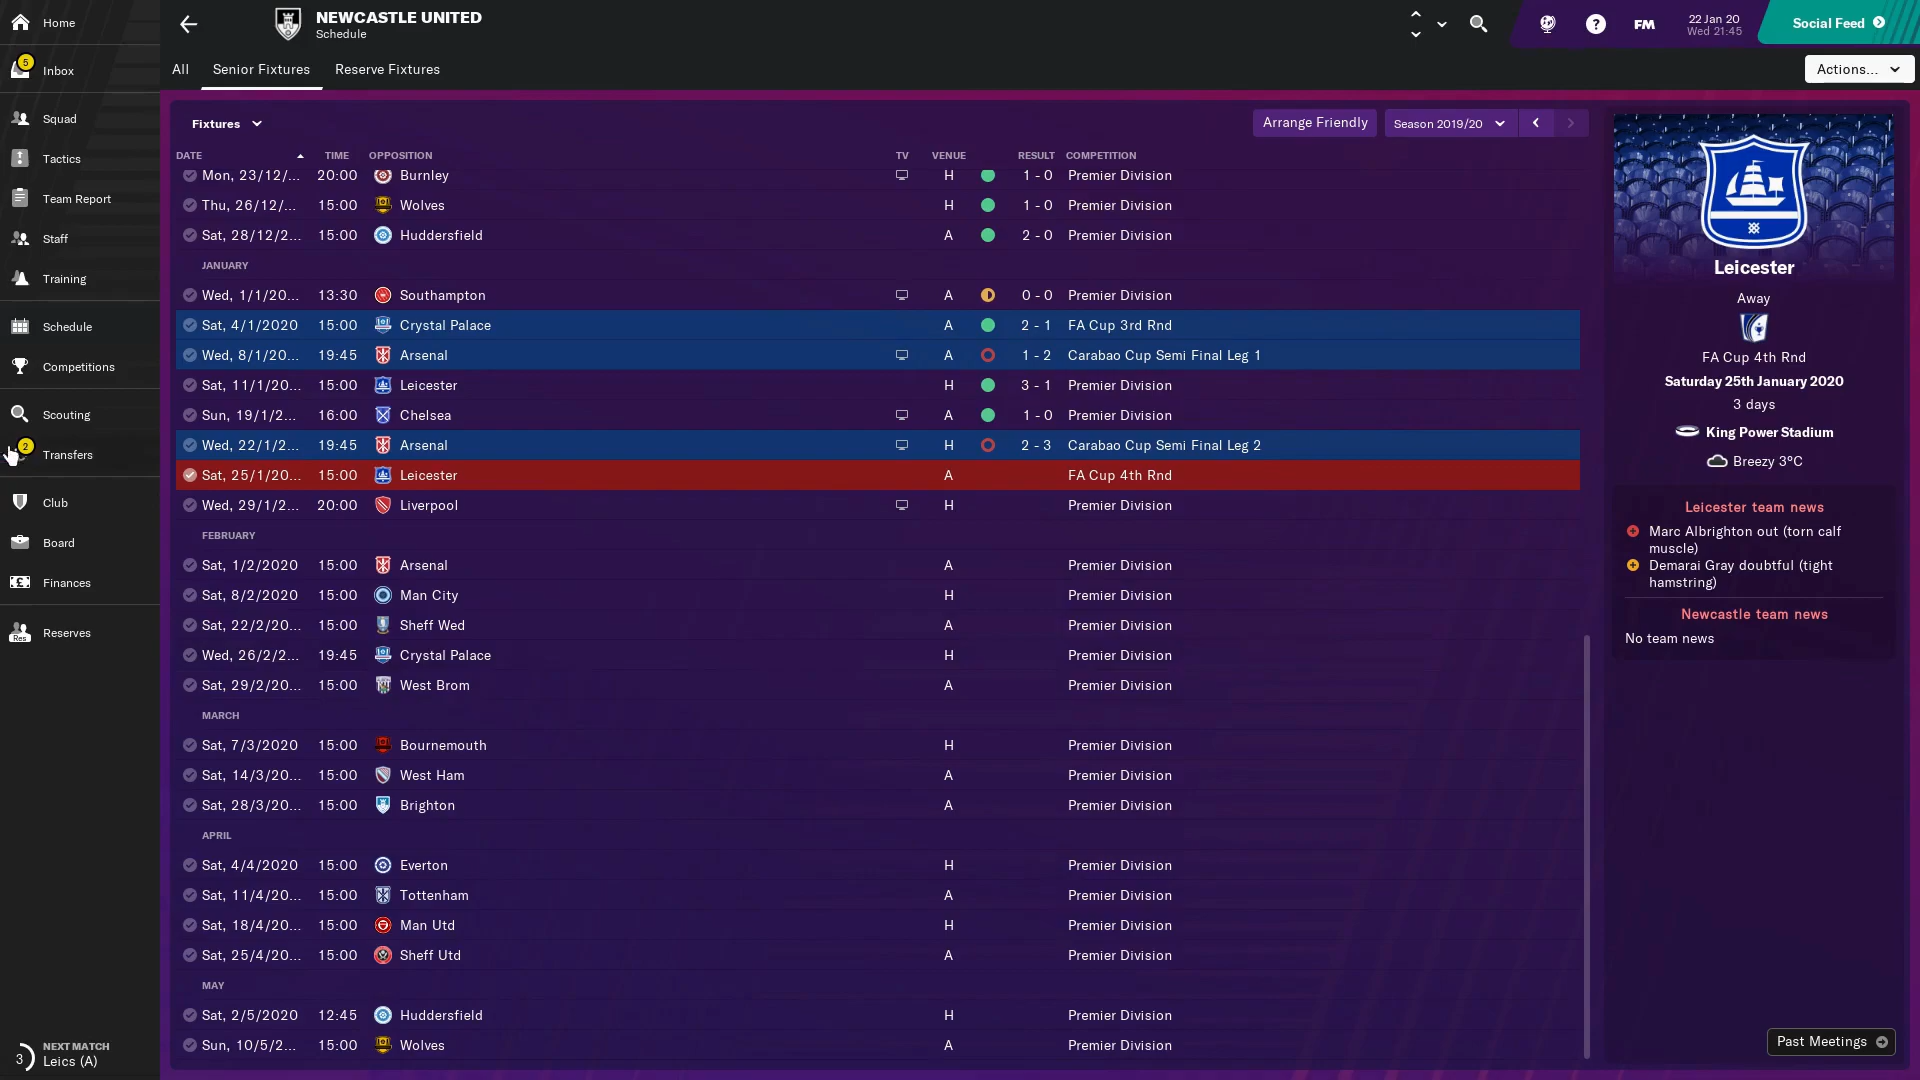 Home
Inbox
5
Squad
Tactics
Team Report
Staff
Training
Schedule
Competitions
Scouting
Transfers
2
Club
Board
Finances
Reserves
Res
3
NEXT MATCH
Leics (A)
NEWCASTLE UNITED
Schedule
FM
22 Jan 20
Wed 21:45
Social Feed
All Senior Fixtures Reserve Fixtures
Actions...
Fixtures
Arrange Friendly Season 2019/20
DATE TIME OPPOSITION TV VENUE RESULT COMPETITION
Mon, 23/12/... 20:00 Burnley H 1 - 0 Premier Division
Thu, 26/12/... 15:00 Wolves H 1 - 0 Premier Division
Sat, 28/12/2... 15:00 Huddersfield A 2 - 0 Premier Division
JANUARY
Wed, 1/1/20... 13:30 Southampton A 0 - 0 Premier Division
Sat, 4/1/2020 15:00 Crystal Palace A 2 - 1 FA Cup 3rd Rnd
Wed, 8/1/20... 19:45 Arsenal A 1 - 2 Carabao Cup Semi Final Leg 1
Sat, 11/1/20... 15:00 Leicester H 3 - 1 Premier Division
Sun, 19/1/2... 16:00 Chelsea A 1 - 0 Premier Division
Wed, 22/1/2... 19:45 Arsenal H 2 - 3 Carabao Cup Semi Final Leg 2
Sat, 25/1/20... 15:00 Leicester A FA Cup 4th Rnd
Wed, 29/1/2... 20:00 Liverpool H Premier Division
FEBRUARY
Sat, 1/2/2020 15:00 Arsenal A Premier Division
Sat, 8/2/2020 15:00 Man City H Premier Division
Sat, 22/2/20... 15:00 Sheff Wed A Premier Division
Wed, 26/2/2... 19:45 Crystal Palace H Premier Division
Sat, 29/2/20... 15:00 West Brom A Premier Division
MARCH
Sat, 7/3/2020 15:00 Bournemouth H Premier Division
Sat, 14/3/20... 15:00 West Ham A Premier Division
Sat, 28/3/20... 15:00 Brighton A Premier Division
APRIL
Sat, 4/4/2020 15:00 Everton H Premier Division
Sat, 11/4/20... 15:00 Tottenham A Premier Division
Sat, 18/4/20... 15:00 Man Utd H Premier Division
Sat, 25/4/20... 15:00 Sheff Utd A Premier Division
MAY
Sat, 2/5/2020 12:45 Huddersfield H Premier Division
Sun, 10/5/2... 15:00 Wolves A Premier Division
Leicester
Away
FA Cup 4th Rnd
Saturday 25th January 2020
3 days
King Power Stadium
Breezy 3ºC
Leicester team news
Marc Albrighton out (torn calf
muscle)
Demarai Gray doubtful (tight
hamstring)
Newcastle team news
No team news
Past Meetings